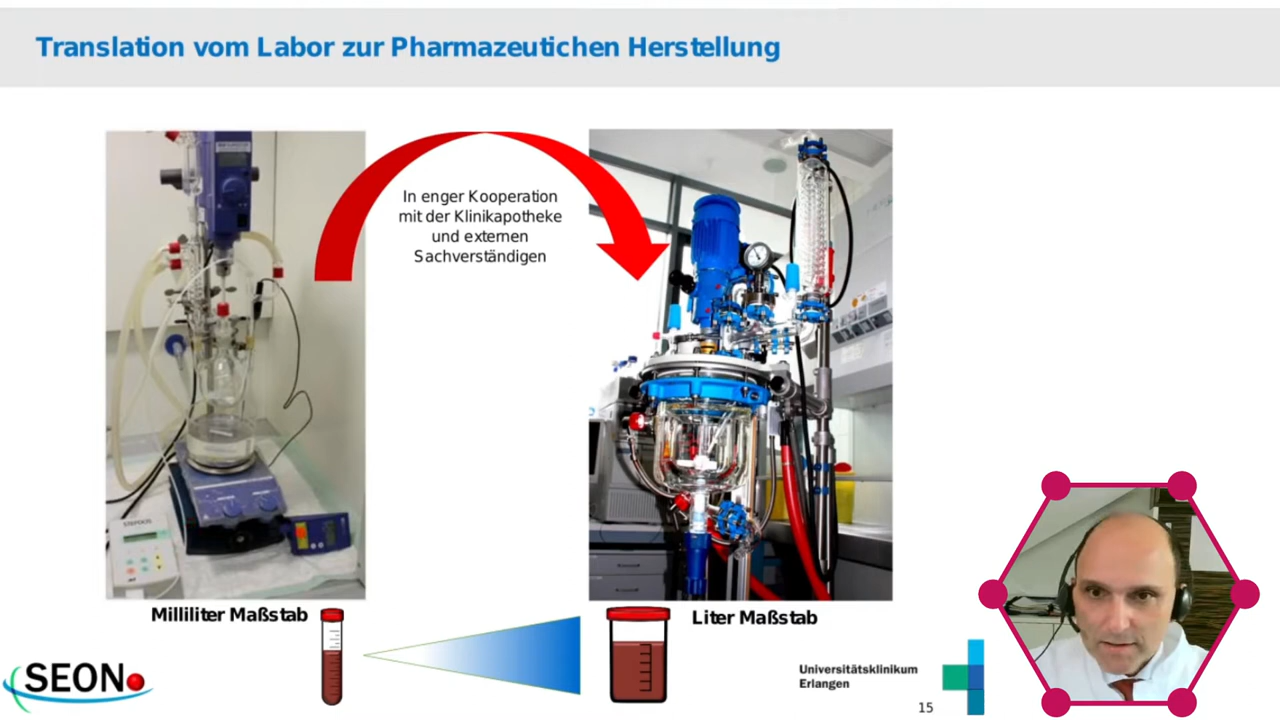 Translation vom Labor zur Pharmazeutichen Herstellung
In enger Kooperation
mit der Klinikapotheke
und externen
Sachverständigen
Milliliter Maßstab
Liter Maßstab
SEON
Universitätsklinikum
Erlangen
15